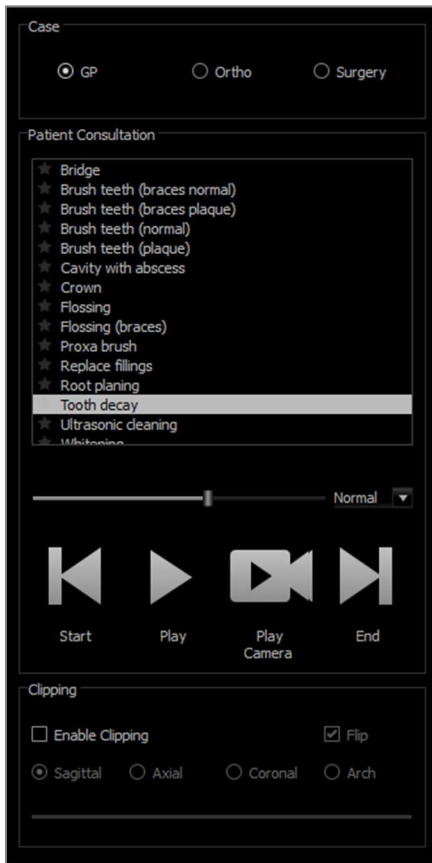 Case
GP Ortho Surgery
Patient Consultation
Bridge
Brush teeth (braces normal)
Brush teeth (braces plaque)
Brush teeth (normal)
Brush teeth (plaque)
Cavity with abscess
Crown
Flossing
Flossing (braces)
Proxa brush
Replace fillings
Root planing
Tooth decay
Ultrasonic cleaning
Whitening
Normal
Start Play Play Camera End
Clipping
Enable Clipping Flip
Sagittal Axial Coronal Arch